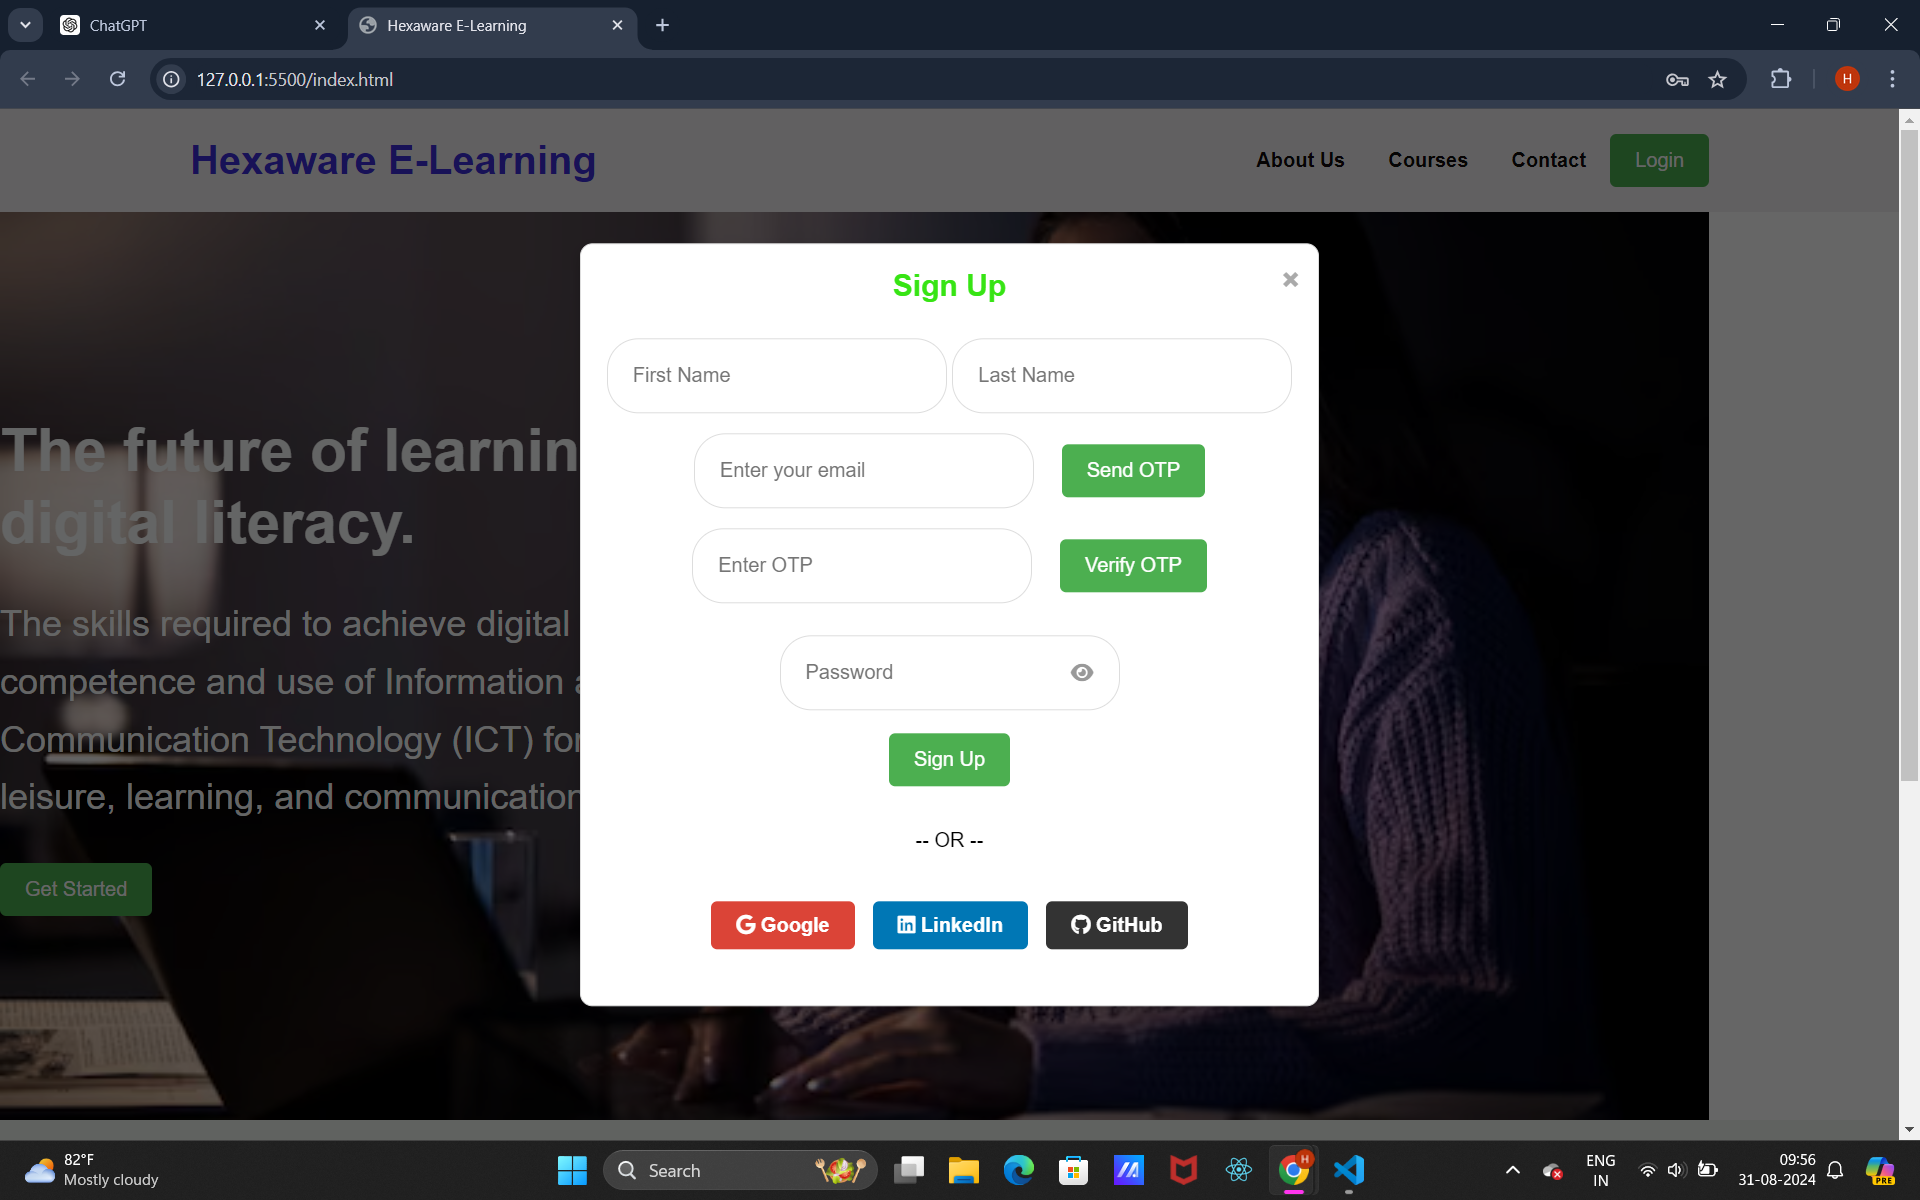 ChatGPT
Hexaware E-Learning
127.0.0.1:5500/index.html
H
Hexaware E-Learning
About Us
Courses
Contact
Login
The future of learnin
digital literacy.
The skills required to achieve digital
competence and use of Information
Communication Technology (ICT) for
leisure, learning, and communication
Get Started
Sign Up
First Name
Last Name
Enter your email
Send OTP
Enter OTP
Verify OTP
Password
Sign Up
-- OR --
Google
LinkedIn
GitHub
82°F
Mostly cloudy
Search
H
ENG
IN
09:56
31-08-2024
PRE